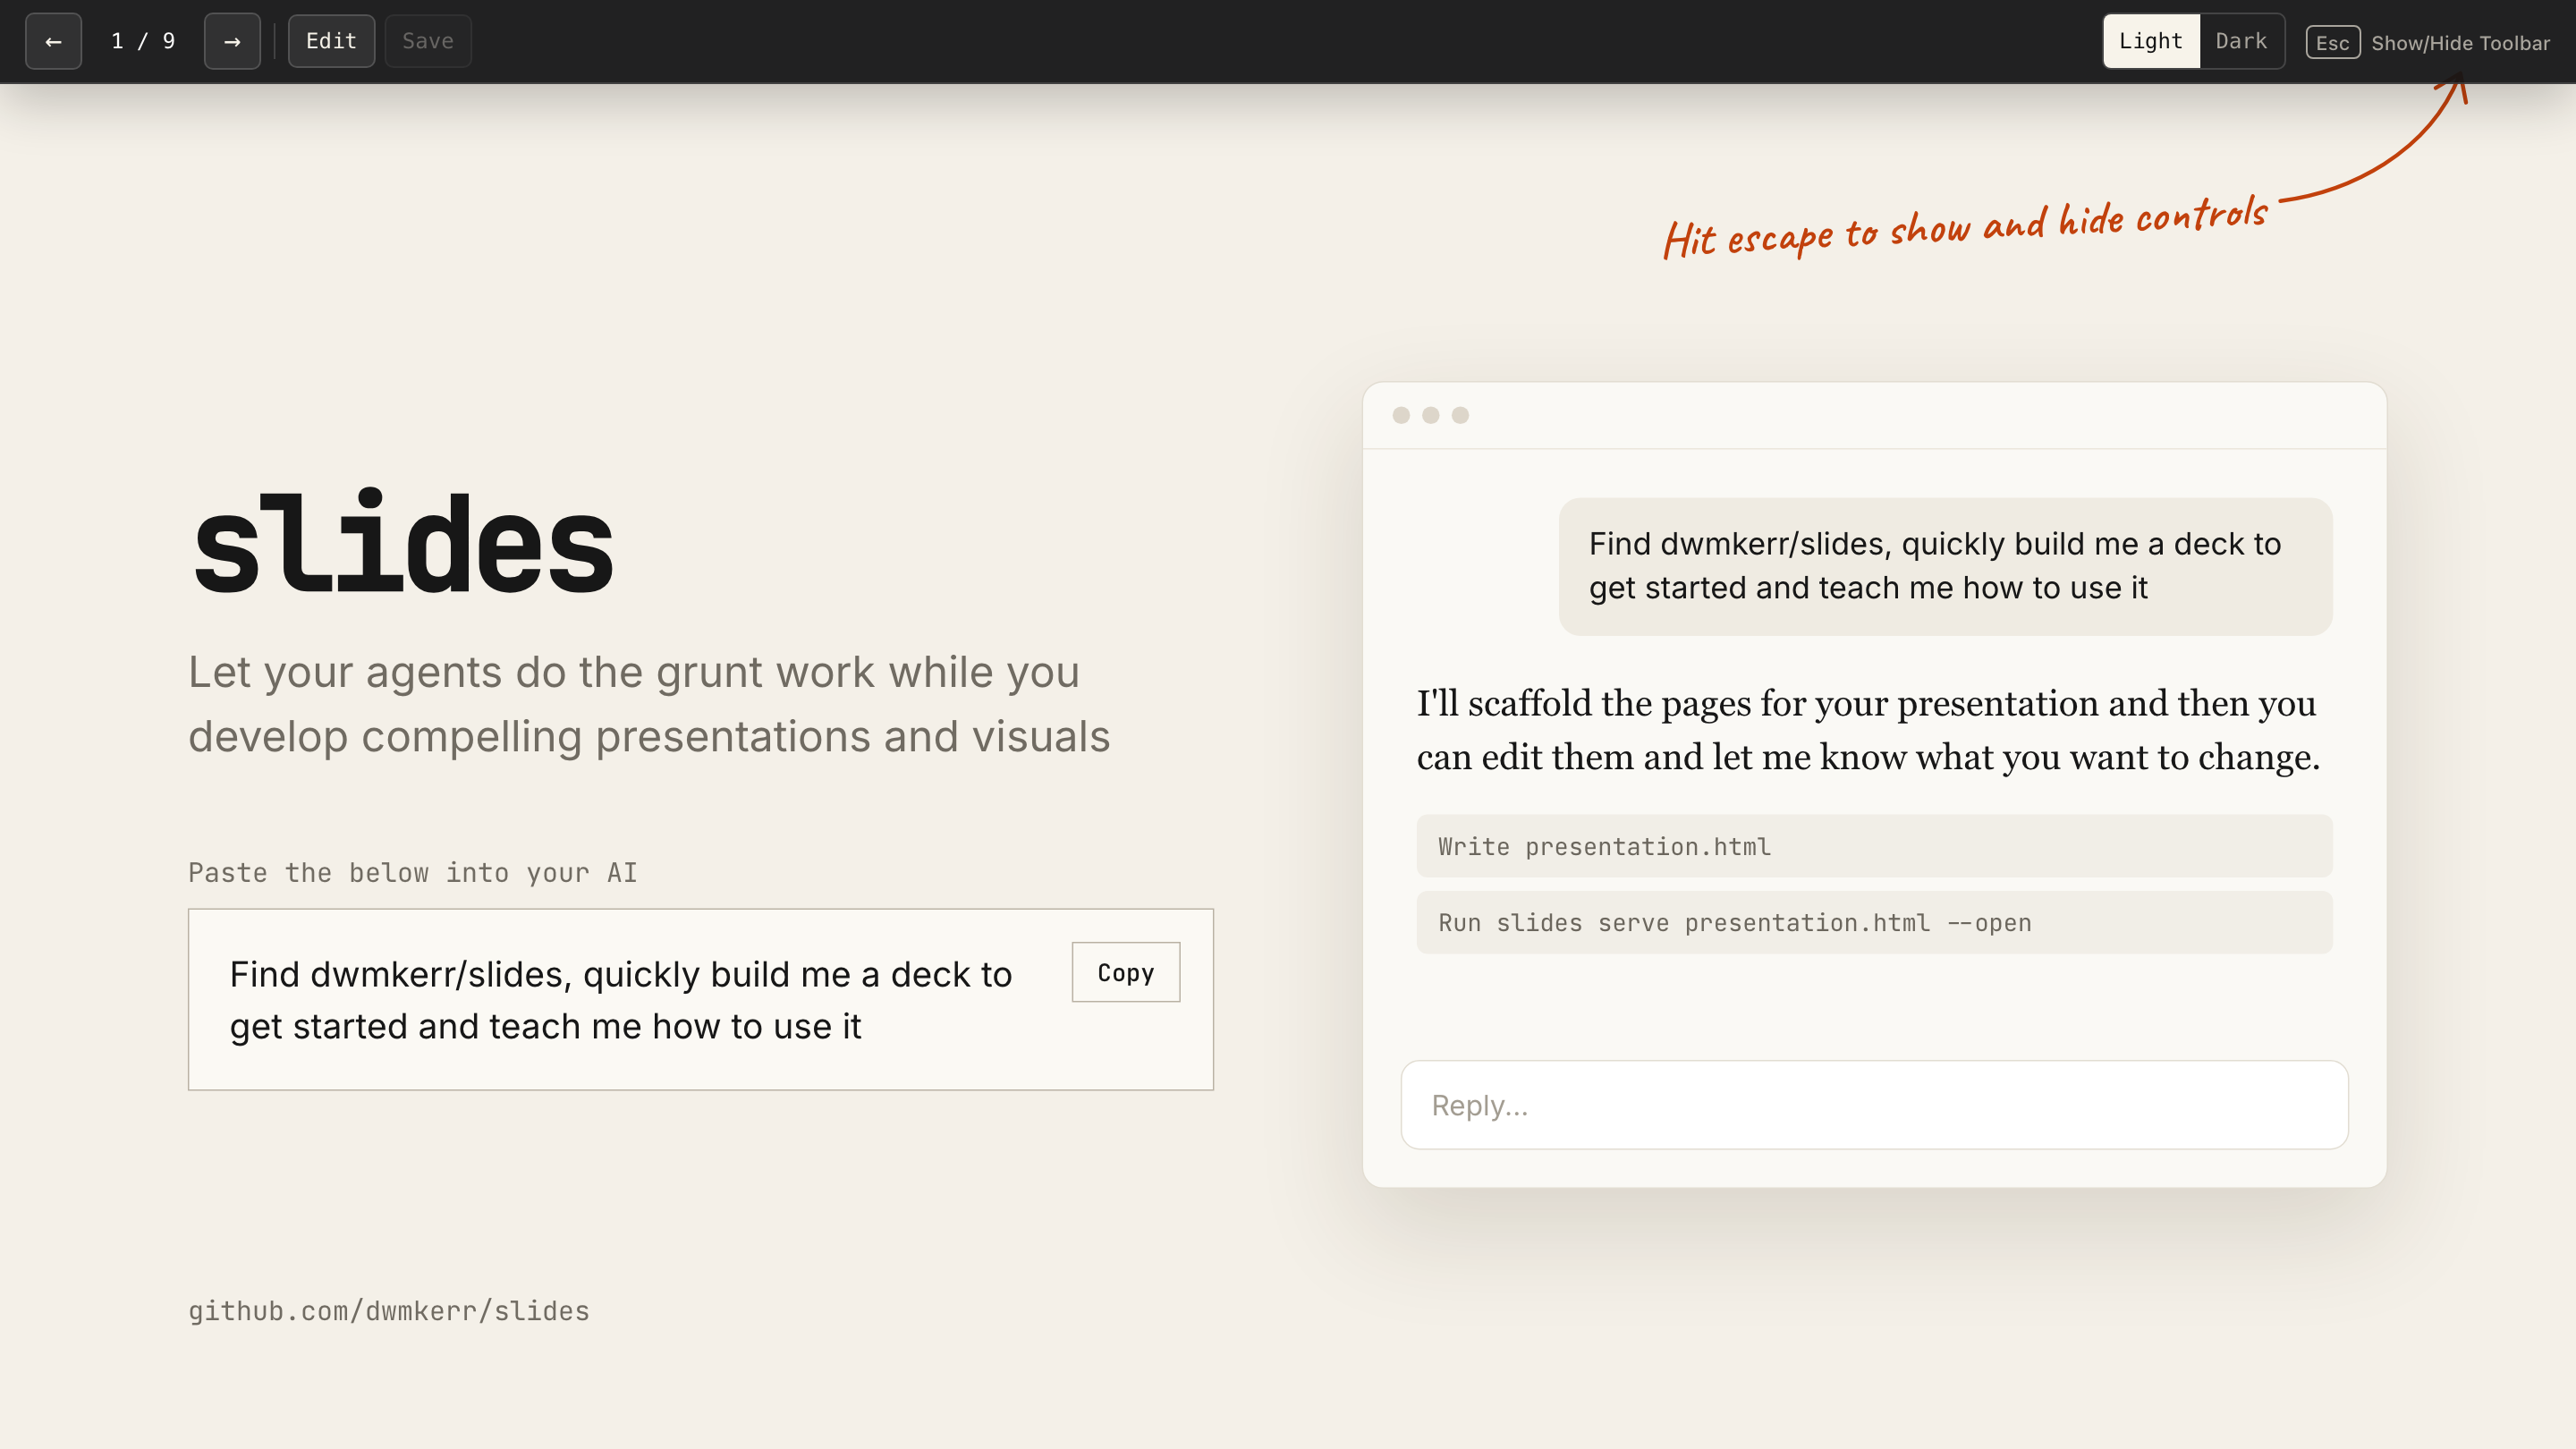 ← 1 / 9 → Edit Save Light Dark Esc Show/Hide Toolbar
Hit escape to show and hide controls
slides
Let your agents do the grunt work while you
develop compelling presentations and visuals
Paste the below into your AI
Find dwmkerr/slides, quickly build me a deck to
get started and teach me how to use it
Copy
github.com/dwmkerr/slides
Find dwmkerr/slides, quickly build me a deck to
get started and teach me how to use it
I'll scaffold the pages for your presentation and then you
can edit them and let me know what you want to change.
Write presentation.html
Run slides serve presentation.html --open
Reply...